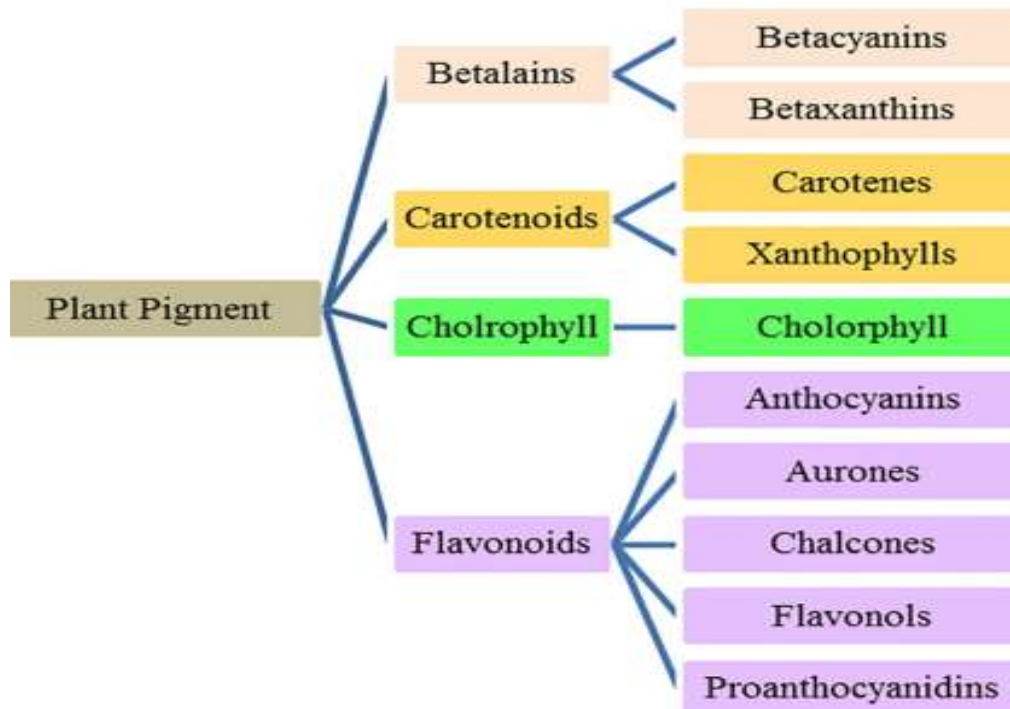 Plant Pigment
Betalains
Betacyanins
Betaxanthins
Carotenoids
Carotenes
Xanthophylls
Cholrophyll
Cholorphyll
Flavonoids
Anthocyanins
Aurones
Chalcones
Flavonols
Proanthocyanidins